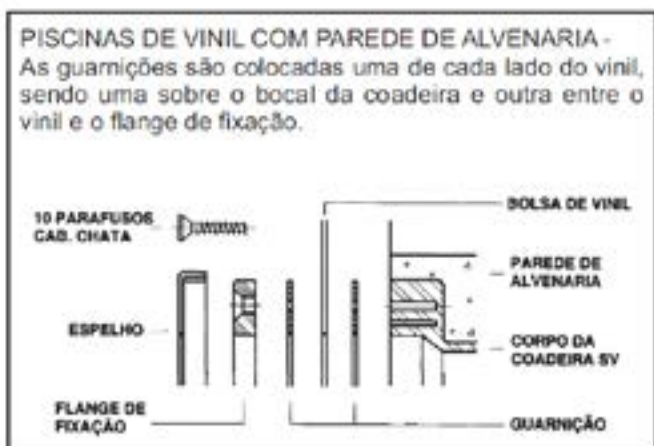 PISCINAS DE VINIL COM PAREDE DE ALVENARIA -
As guarnições são colocadas uma de cada lado do vinil,
sendo uma sobre o bocal da coadeira e outra entre o
vinil e o flange de fixação.
10 PARAFUSOS
CAB. CHATA
BOLSA DE VINIL
PAREDE DE
ALVENARIA
ESPELHO
CORPO DA
COADEIRA SV
FLANGE DE
FIXAÇÃO
GUARNIÇÃO